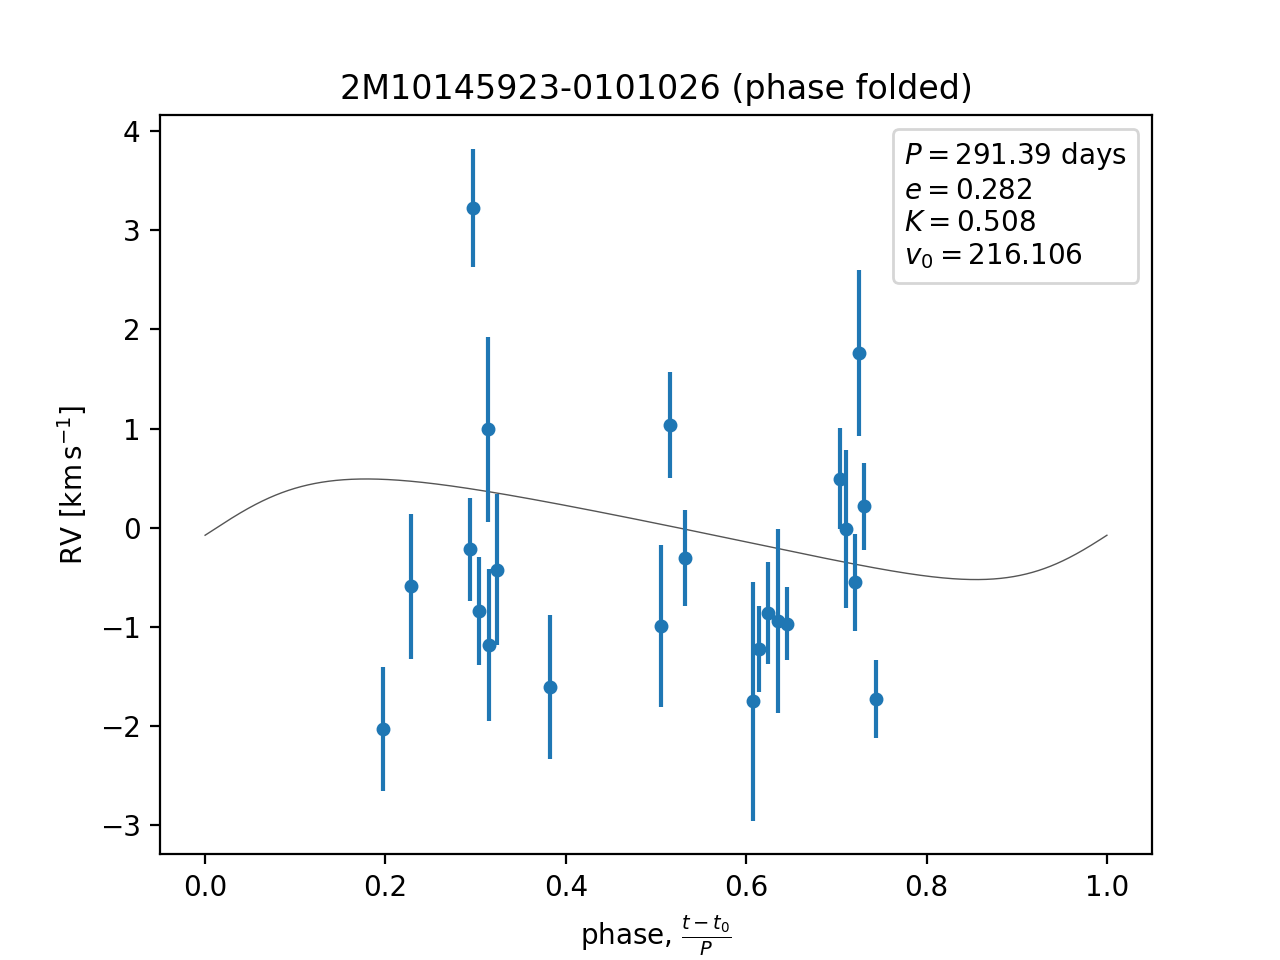 2M10145923-0101026 (phase folded)
P = 291.39 days
e = 0.282
K = 0.508
v₀ = 216.106
RV [km s⁻¹]
4
3
2
1
0
−1
−2
−3
0.0 0.2 0.4 0.6 0.8 1.0
phase, (t − t₀)/P